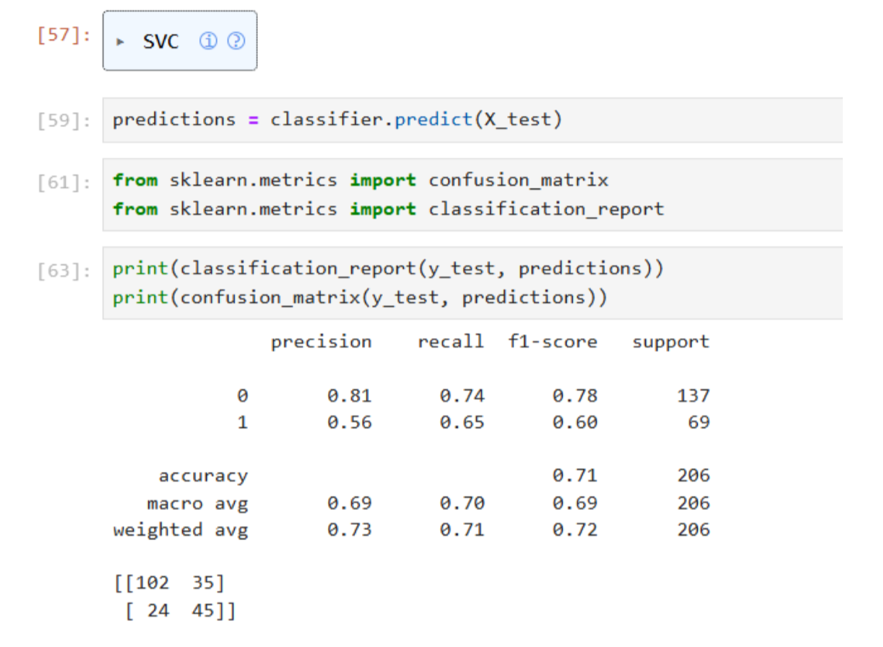 [57]: ▸ SVC ⓘ ?
[59]: predictions = classifier.predict(X_test)
[61]: from sklearn.metrics import confusion_matrix
from sklearn.metrics import classification_report
[63]: print(classification_report(y_test, predictions))
print(confusion_matrix(y_test, predictions))
precision recall f1-score support
0 0.81 0.74 0.78 137
1 0.56 0.65 0.60 69
accuracy 0.71 206
macro avg 0.69 0.70 0.69 206
weighted avg 0.73 0.71 0.72 206
[[102 35]
[ 24 45]]